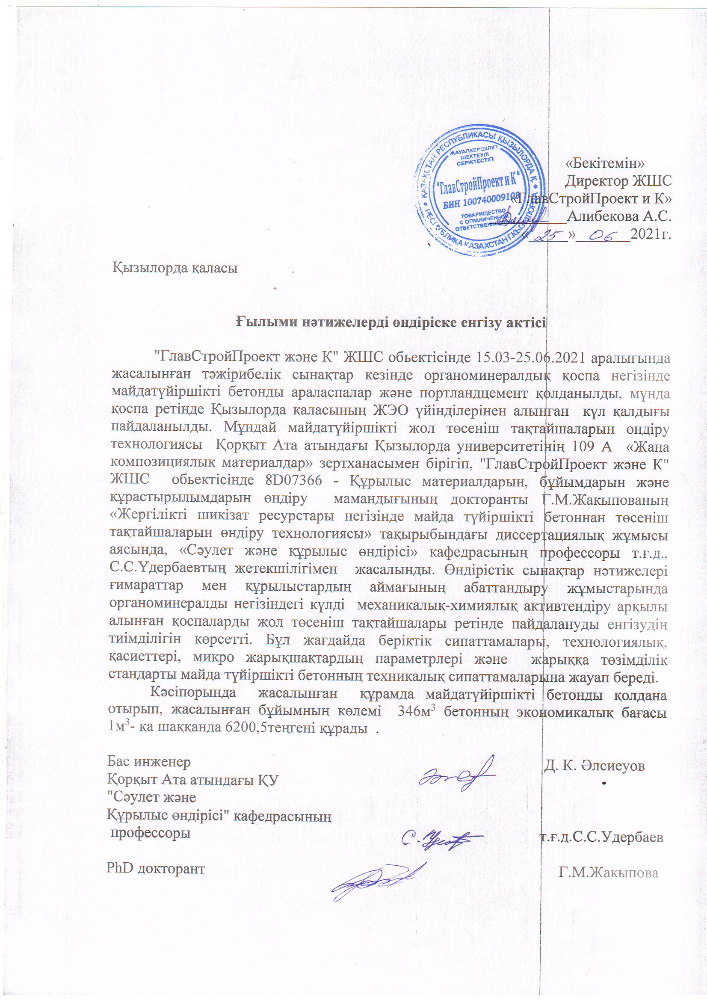 ҚАЗАҚСТАН РЕСПУБЛИКАСЫ ҚЫЗЫЛОРДА Қ.
РЕСПУБЛИКА КАЗАХСТАН Г.КЫЗЫЛОРДА
ЖАУАПКЕРШІЛІГІ
ШЕКТЕУЛІ
СЕРІКТЕСТІГІ
"ГлавСтройПроект и К"
БИН 100740009108
ТОВАРИЩЕСТВО
С ОГРАНИЧЕННОЙ
ОТВЕТСТВЕННОСТЬЮ
«Бекітемін»
Директор ЖШС
«ГлавСтройПроект и К»
Алибекова А.С.
« 25 » 06 2021г.
Қызылорда қаласы
Ғылыми нәтижелерді өндіріске енгізу актісі
"ГлавСтройПроект және К" ЖШС обьектісінде 15.03-25.06.2021 аралығында
жасалынған тәжірибелік сынақтар кезінде органоминералдық қоспа негізінде
майдатүйіршікті бетонды араласпалар және портландцемент қолданылды, мұнда
қоспа ретінде Қызылорда қаласының ЖЭО үйінділерінен алынған күл қалдығы
пайдаланылды. Мұндай майдатүйіршікті жол төсеніш тақтайшаларын өндіру
технологиясы Қорқыт Ата атындағы Қызылорда университетінің 109 А «Жаңа
композициялық материалдар» зертханасымен бірігіп, "ГлавСтройПроект және К"
ЖШС обьектісінде 8D07366 - Құрылыс материалдарын, бұйымдарын және
құрастырылымдарын өндіру мамандығының докторанты Г.М.Жакыпованың
«Жергілікті шикізат ресурстары негізінде майда түйіршікті бетоннан төсеніш
тақтайшаларын өндіру технологиясы» тақырыбындағы диссертациялық жұмысы
аясында, «Сәулет және құрылыс өндірісі» кафедрасының профессоры т.ғ.д.,
С.С.Үдербаевтың жетекшілігімен жасалынды. Өндірістік сынақтар нәтижелері
ғимараттар мен құрылыстардың аймағының абаттандыру жұмыстарында
органоминералды негізіндегі күлді механикалық-химиялық активтендіру арқылы
алынған қоспаларды жол төсеніш тақтайшалары ретінде пайдалануды енгізудің
тиімділігін көрсетті. Бұл жағдайда беріктік сипаттамалары, технологиялық,
қасиеттері, микро жарықшақтардың параметрлері және жарыққа төзімділік
стандарты майда түйіршікті бетонның техникалық сипаттамаларына жауап береді.
Кәсіпорында жасалынған құрамда майдатүйіршікті бетонды қолдана
отырып, жасалынған бұйымның көлемі 346м³ бетонның экономикалық бағасы
1м³- қа шаққанда 6200,5теңгені құрады .
Бас инженер Д. К. Әлсиеуов
Қорқыт Ата атындағы ҚУ
"Сәулет және
Құрылыс өндірісі" кафедрасының
профессоры т.ғ.д.С.С.Удербаев
PhD докторант Г.М.Жакыпова